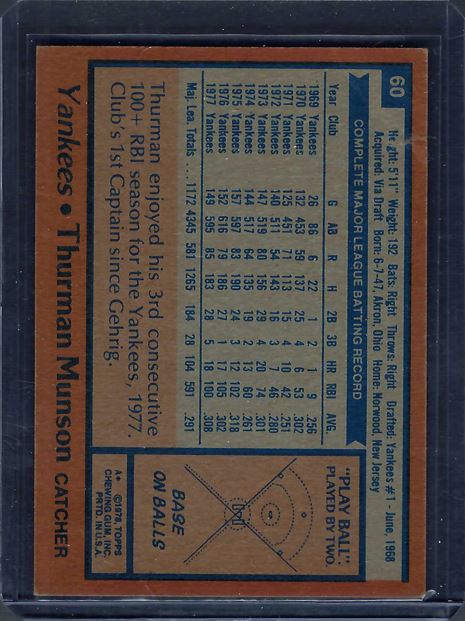 60
Height: 5'11" Weight: 192 Bats: Right Throws: Right Drafted: Yankees #1 - June, 1968
Acquired: Via Draft Born: 6-7-47, Akron, Ohio Home: Norwood, New Jersey
COMPLETE MAJOR LEAGUE BATTING RECORD
Year Club G AB R H 2B 3B HR RBI AVG.
1969 Yankees 26 86 6 22 1 2 1 9 .256
1970 Yankees 132 453 59 137 25 4 6 53 .302
1971 Yankees 125 451 71 113 15 4 10 42 .251
1972 Yankees 140 511 54 143 16 3 7 46 .280
1973 Yankees 147 519 80 156 29 4 20 74 .301
1974 Yankees 144 517 64 135 19 2 13 60 .261
1975 Yankees 157 597 83 190 24 3 12 102 .318
1976 Yankees 152 616 79 186 27 1 17 105 .302
1977 Yankees 149 595 85 183 28 5 18 100 .308
Maj. Lea. Totals ... 1172 4345 581 1265 184 28 104 591 .291
Thurman enjoyed his 3rd consecutive
100+ RBI season for the Yankees, 1977.
Club's 1st Captain since Gehrig.
"PLAY BALL":
PLAYED BY TWO.
BASE
ON BALLS
Yankees • Thurman Munson CATCHER
A* ©1978, TOPPS
CHEWING GUM, INC.
PRTD. IN U.S.A.